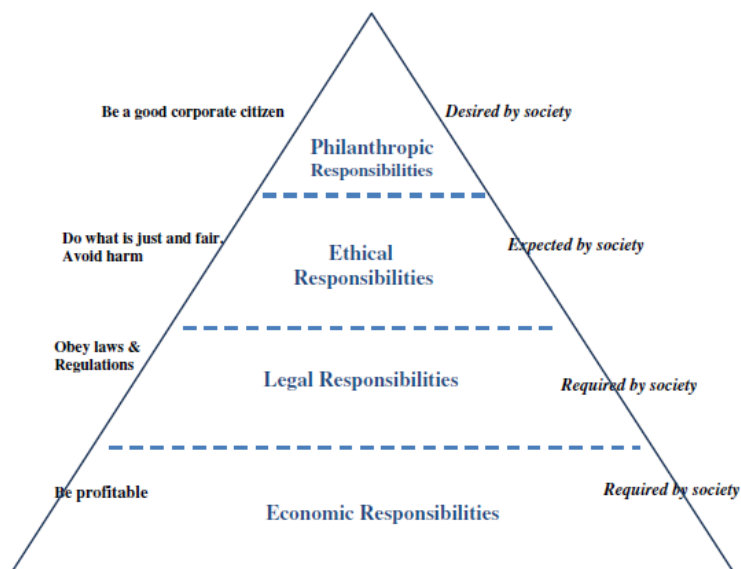 Be a good corporate citizen
Desired by society
Philanthropic
Responsibilities
Do what is just and fair,
Avoid harm
Expected by society
Ethical
Responsibilities
Obey laws &
Regulations
Legal Responsibilities
Required by society
Be profitable
Required by society
Economic Responsibilities